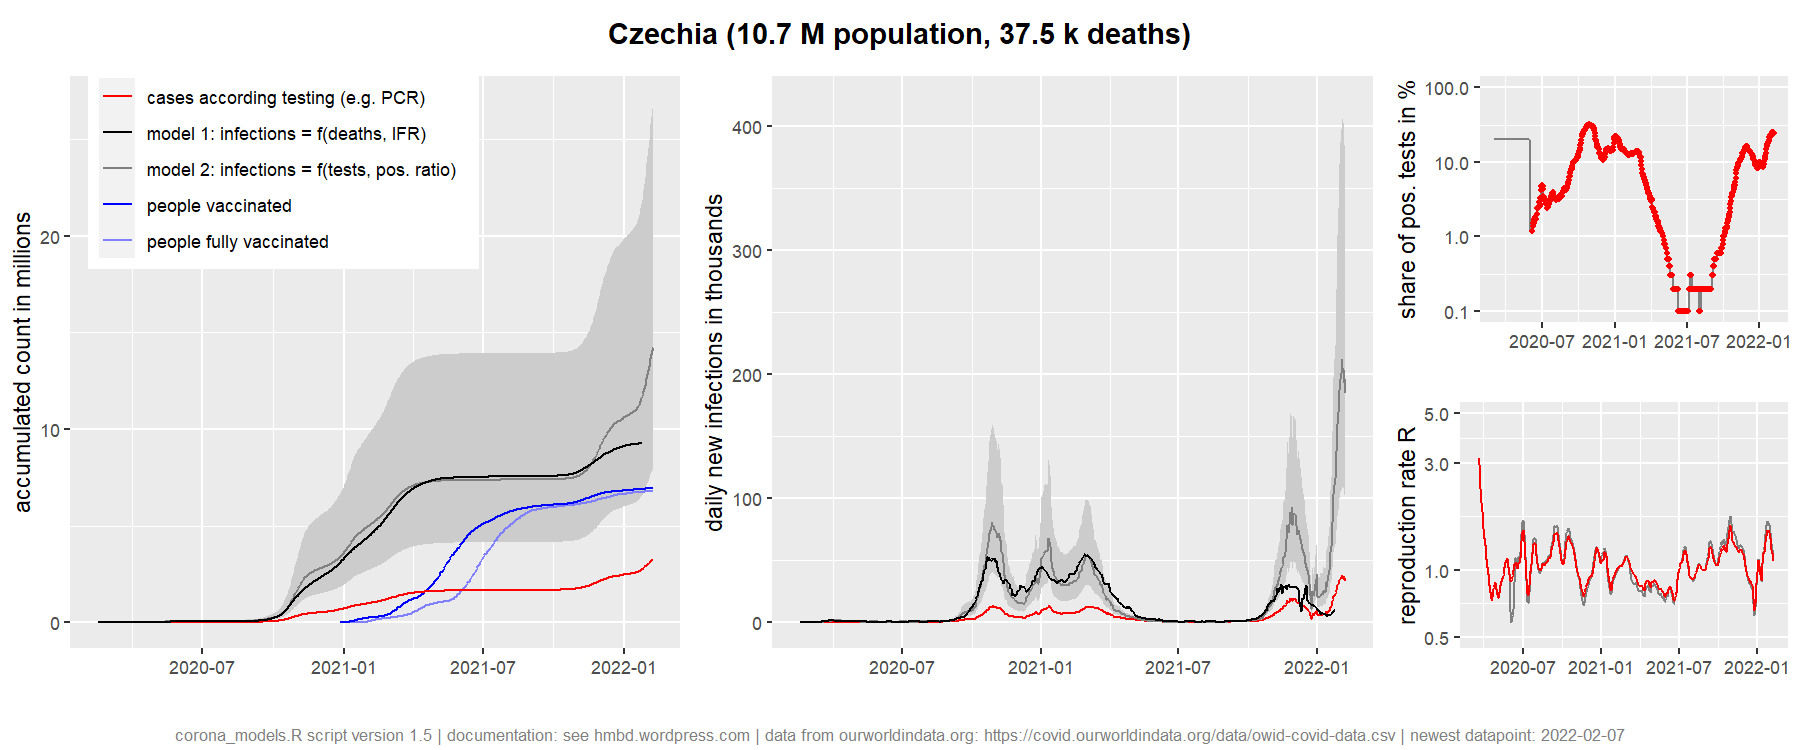 Czechia (10.7 M population, 37.5 k deaths)
cases according testing (e.g. PCR)
model 1: infections = f(deaths, IFR)
model 2: infections = f(tests, pos. ratio)
people vaccinated
people fully vaccinated
accumulated count in millions
20
10
0
2020-07
2021-01
2021-07
2022-01
daily new infections in thousands
400
300
200
100
0
2020-07
2021-01
2021-07
2022-01
share of pos. tests in %
100.0
10.0
1.0
0.1
2020-07
2021-01
2021-07
2022-01
reproduction rate R
5.0
3.0
1.0
0.5
2020-07
2021-01
2021-07
2022-01
corona_models.R script version 1.5 | documentation: see hmbd.wordpress.com | data from ourworldindata.org: https://covid.ourworldindata.org/data/owid-covid-data.csv | newest datapoint: 2022-02-07